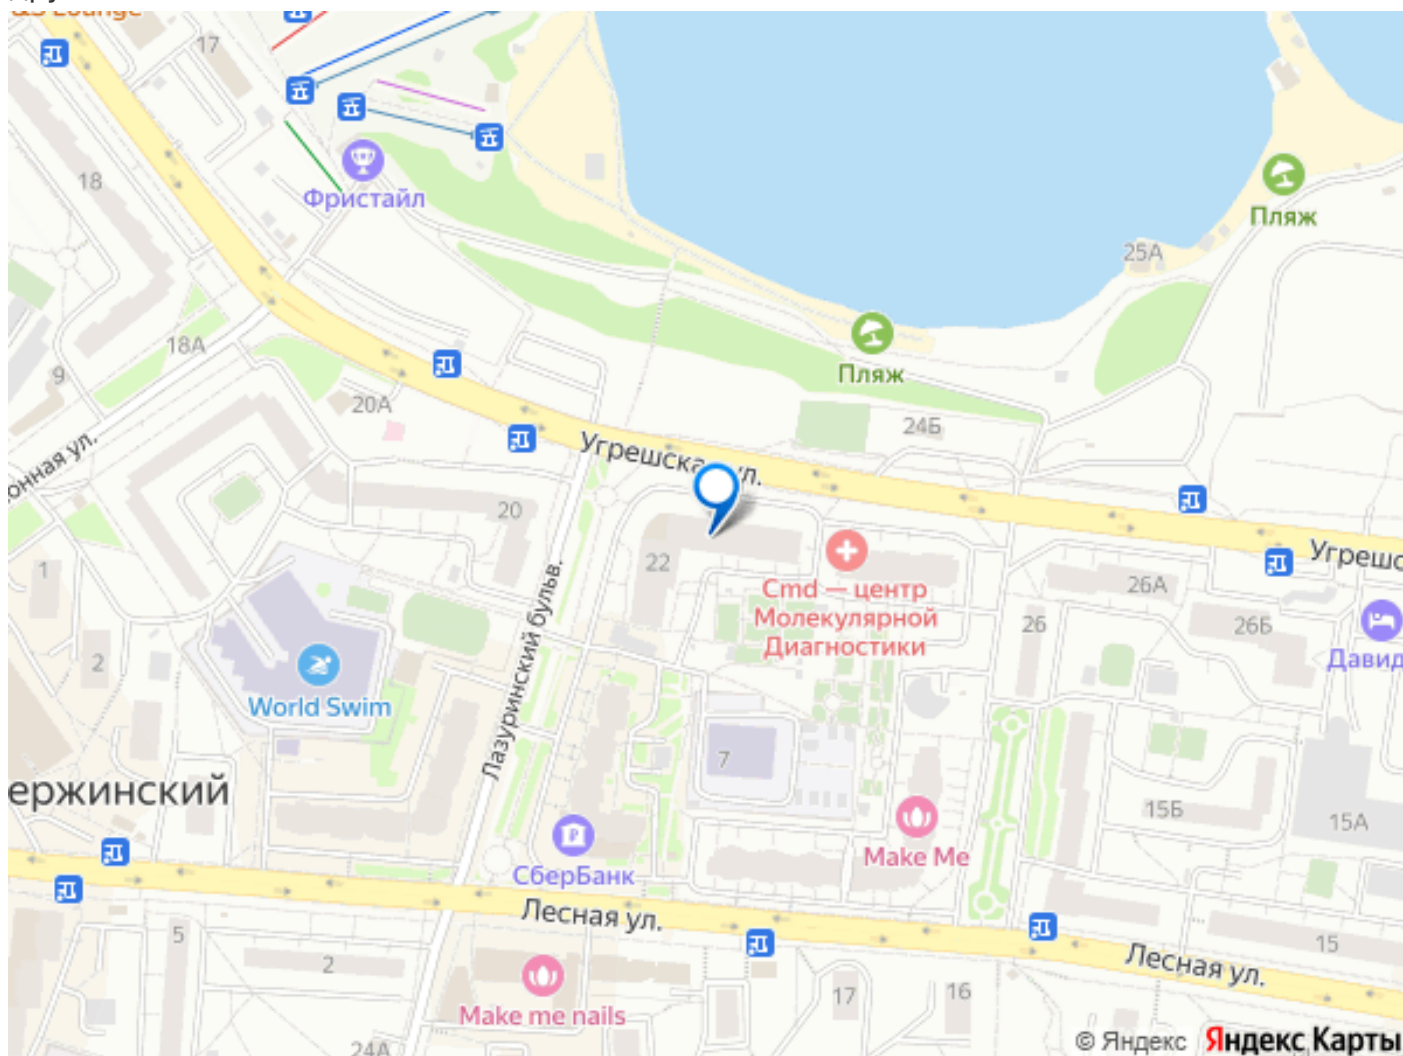 17
18
Фристайл
Пляж
25А
18А
9
20А
Пляж
24Б
Угрешская ул.
20
22
Cmd — центр
Молекулярной
Диагностики
Угрешс
26А
26
26Б
Давид
1
2
World Swim
Лазуринский бульв.
7
ержинский
15Б
15А
Make Me
СберБанк
Лесная ул.
5
2
15
Лесная ул.
Make me nails
17
16
24А
© Яндекс Яндекс Карты